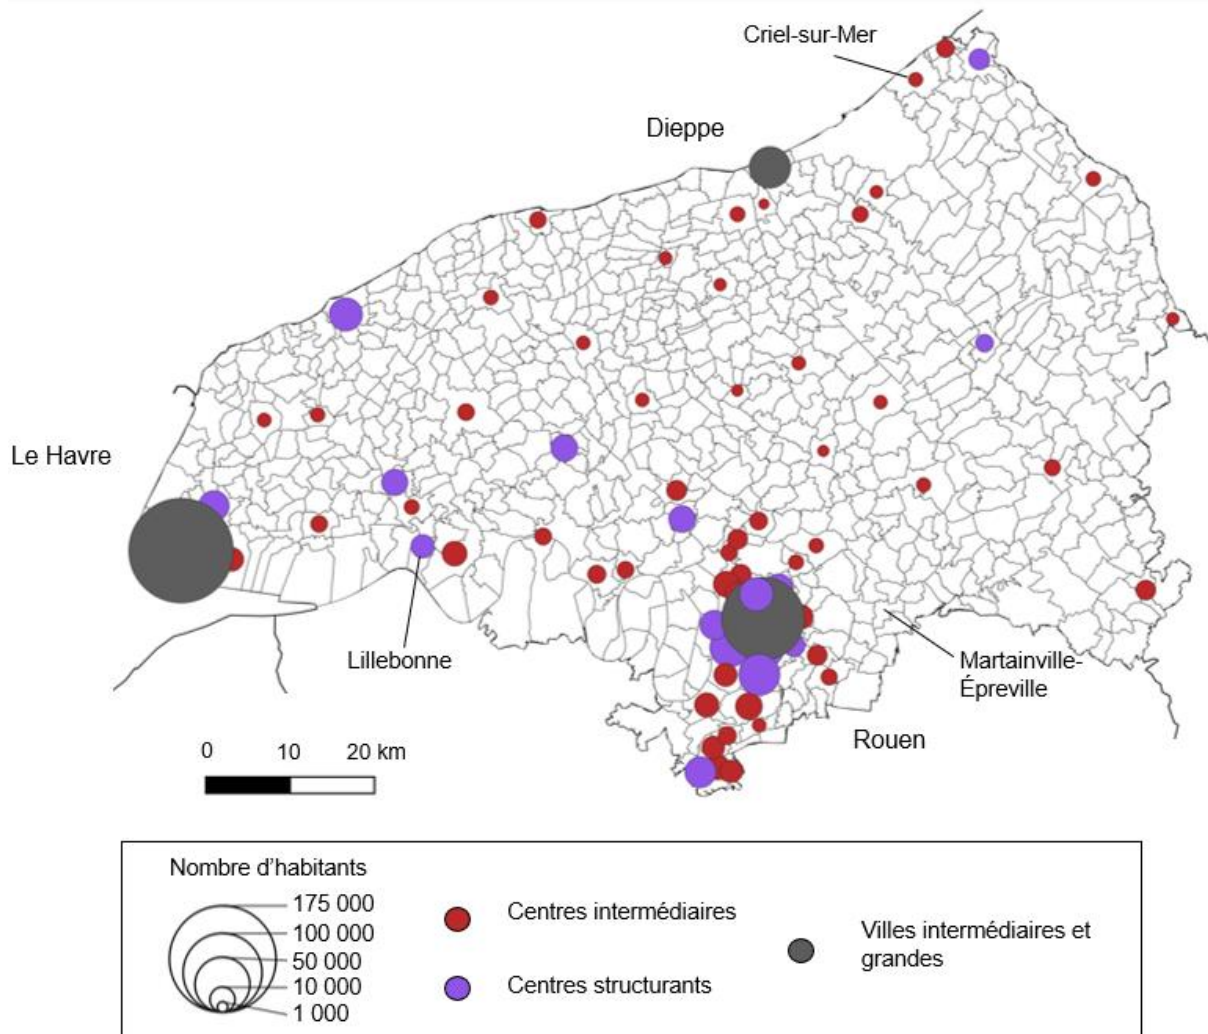 Criel-sur-Mer
Dieppe
Le Havre
Lillebonne
Martainville-
Épreville
Rouen
0 10 20 km
Nombre d'habitants
175 000
100 000
50 000
10 000
1 000
Centres intermédiaires
Centres structurants
Villes intermédiaires et
grandes